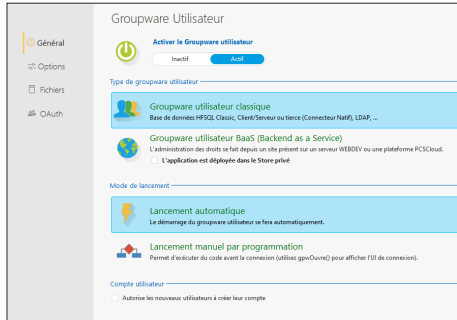 Groupware Utilisateur
Général
Options
Fichiers
OAuth
Activer le Groupware utilisateur
Inactif
Actif
Type de groupware utilisateur
Groupware utilisateur classique
Base de données HFSQL Classic, Client/Serveur ou tierce (Connecteur Natif), LDAP, ...
Groupware utilisateur BaaS (Backend as a Service)
L'administration des droits se fait depuis un site présent sur un serveur WEBDEV ou une plateforme PCSCloud.
L'application est déployée dans le Store privé
Mode de lancement
Lancement automatique
Le démarrage du groupware utilisateur se fera automatiquement.
Lancement manuel par programmation
Permet d'exécuter du code avant la connexion (utilisez gpwOuvre() pour afficher l'UI de connexion).
Compte utilisateur
Autorise les nouveaux utilisateurs à créer leur compte